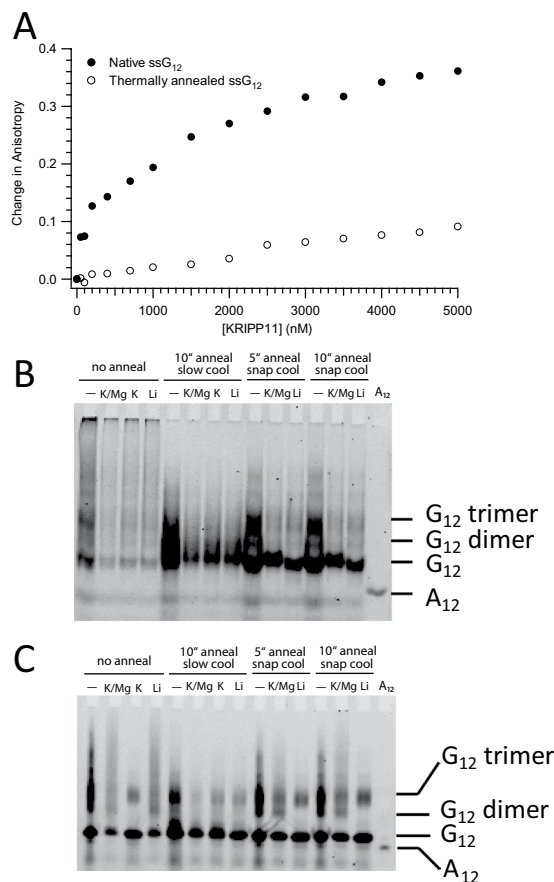 A
Native ssG12
Thermally annealed ssG12
Change in Anisotropy
0.4
0.3
0.2
0.1
0.0
0 1000 2000 3000 4000 5000
[KRIPP11] (nM)
B
no anneal 10“ anneal slow cool 5“ anneal snap cool 10“ anneal snap cool
— K/Mg K Li — K/Mg K Li — K/Mg Li — K/Mg Li A12
G12 trimer
G12 dimer
G12
A12
C
no anneal 10“ anneal slow cool 5“ anneal snap cool 10“ anneal snap cool
— K/Mg K Li — K/Mg K Li — K/Mg Li — K/Mg Li A12
G12 trimer
G12 dimer
G12
A12